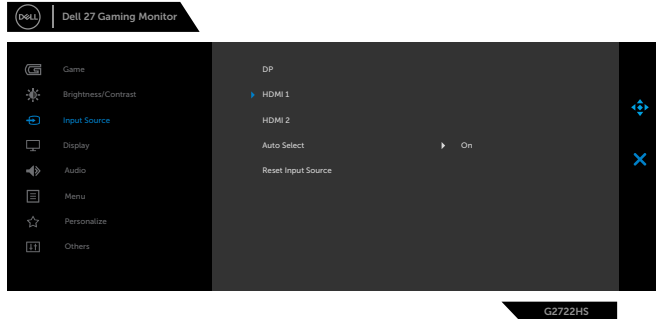 DELL
Dell 27 Gaming Monitor
Game
DP
Brightness/Contrast
HDMI 1
Input Source
HDMI 2
Display
Auto Select
On
Audio
Reset Input Source
Menu
Personalize
Others
G2722HS